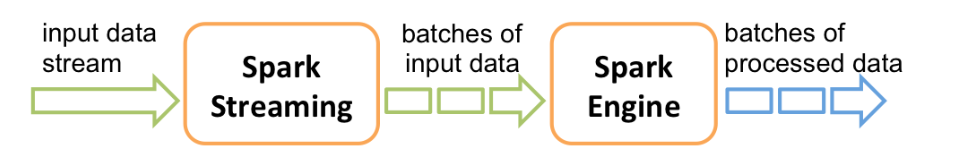 input data
stream
Spark
Streaming
batches of
input data
Spark
Engine
batches of
processed data